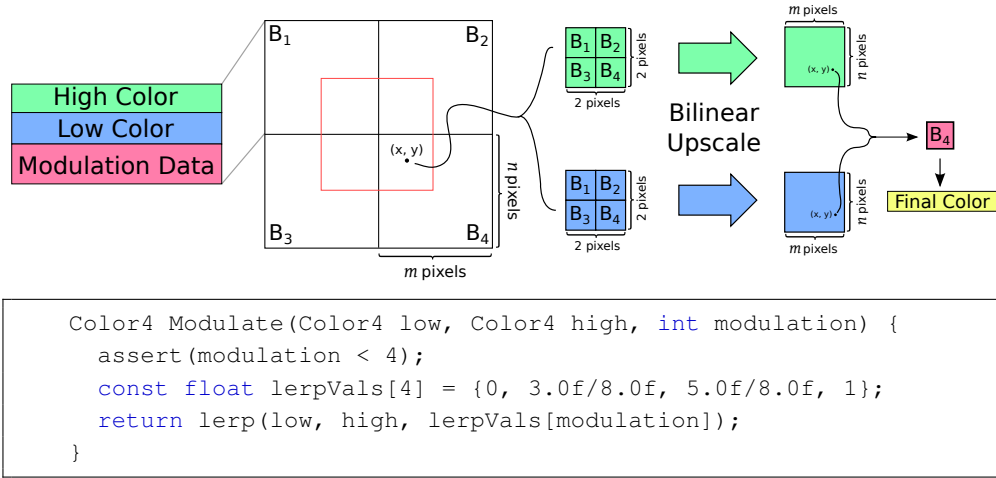 High Color
Low Color
Modulation Data
B1
B2
(x, y)
B3
B4
m pixels
n pixels
B1 B2
B3 B4
2 pixels
2 pixels
B1 B2
B3 B4
2 pixels
2 pixels
Bilinear
Upscale
m pixels
(x, y)
n pixels
(x, y)
n pixels
m pixels
B4
Final Color
Color4 Modulate(Color4 low, Color4 high, int modulation) {
assert(modulation < 4);
const float lerpVals[4] = {0, 3.0f/8.0f, 5.0f/8.0f, 1};
return lerp(low, high, lerpVals[modulation]);
}